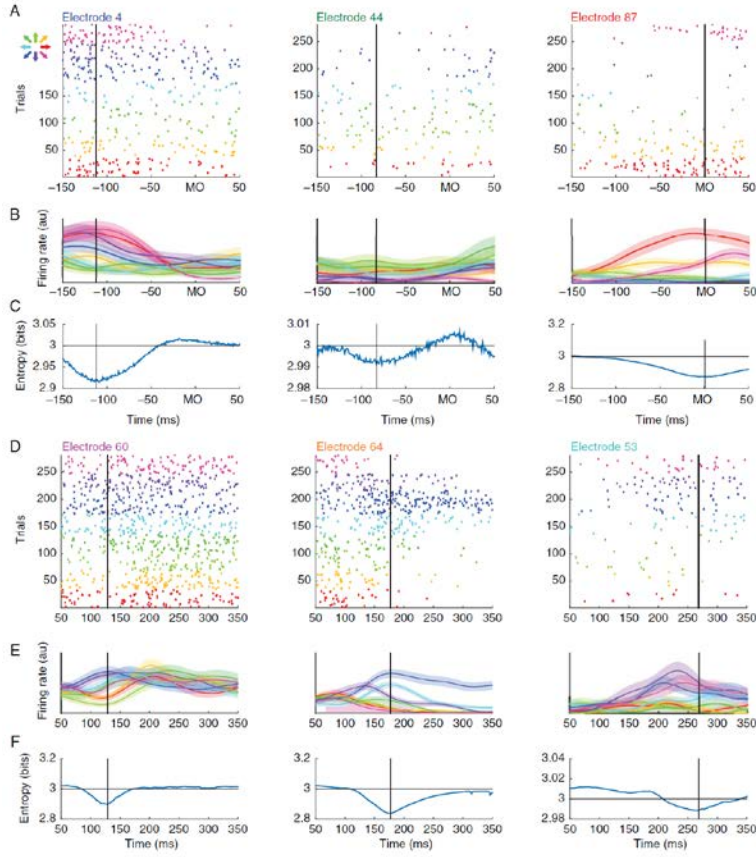 A
Electrode 4
Electrode 44
Electrode 87
Trials
250
200
150
100
50
250
200
150
100
50
250
200
150
100
50
−150 −100 −50 MO 50
−150 −100 −50 MO 50
−150 −100 −50 MO 50
B
Firing rate (au)
−150 −100 −50 MO 50
−150 −100 −50 MO 50
−150 −100 −50 MO 50
C
Entropy (bits)
3.05
3
2.95
2.9
3.01
3
2.99
2.98
3
2.8
−150 −100 −50 MO 50
−150 −100 −50 MO 50
−150 −100 −50 MO 50
Time (ms)
Time (ms)
Time (ms)
D
Electrode 60
Electrode 64
Electrode 53
Trials
250
200
150
100
50
250
200
150
100
50
250
200
150
100
50
50 100 150 200 250 300 350
50 100 150 200 250 300 350
50 100 150 200 250 300 350
E
Firing rate (au)
50 100 150 200 250 300 350
50 100 150 200 250 300 350
50 100 150 200 250 300 350
F
Entropy (bits)
3.2
3
2.8
3.2
3
2.8
3.04
3.02
3
2.98
50 100 150 200 250 300 350
50 100 150 200 250 300 350
50 100 150 200 250 300 350
Time (ms)
Time (ms)
Time (ms)